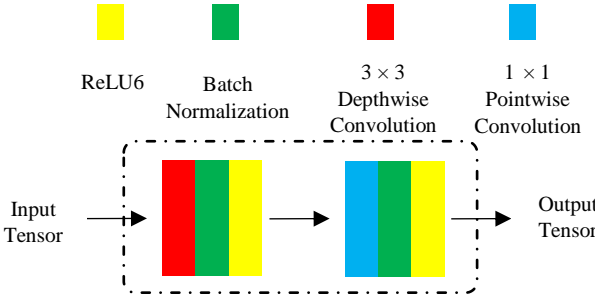 ReLU6
Batch
Normalization
3 × 3
Depthwise
Convolution
1 × 1
Pointwise
Convolution
Input
Tensor
Output
Tensor